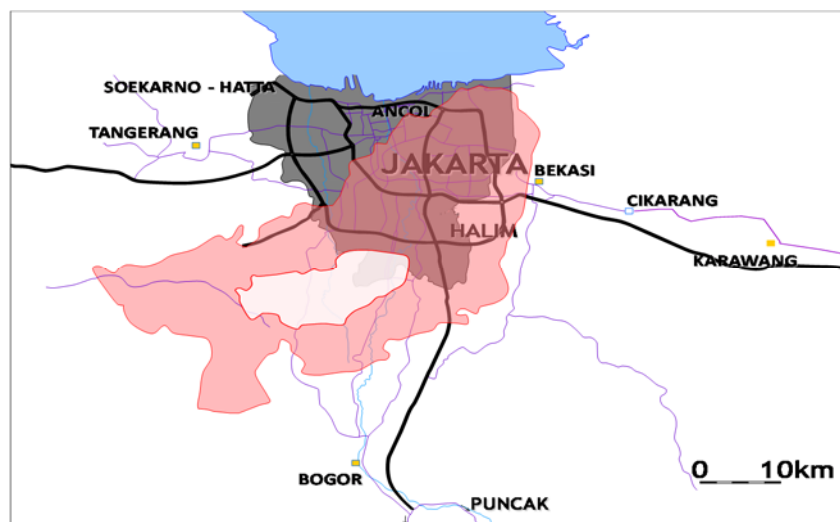 SOEKARNO - HATTA
ANCOL
TANGERANG
JAKARTA
BEKASI
CIKARANG
HALIM
KARAWANG
BOGOR
0 10km
PUNCAK